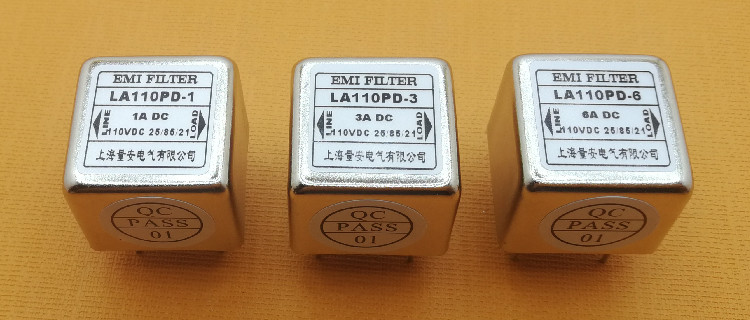 EMI FILTER
LA110PD-1
1A DC
LINE
LOAD
110VDC 25/85/21
上海量安电气有限公司
QC
PASS
01
EMI FILTER
LA110PD-3
3A DC
LINE
LOAD
110VDC 25/85/21
上海量安电气有限公司
QC
PASS
01
EMI FILTER
LA110PD-6
6A DC
LINE
LOAD
110VDC 25/85/21
上海量安电气有限公司
QC
PASS
01